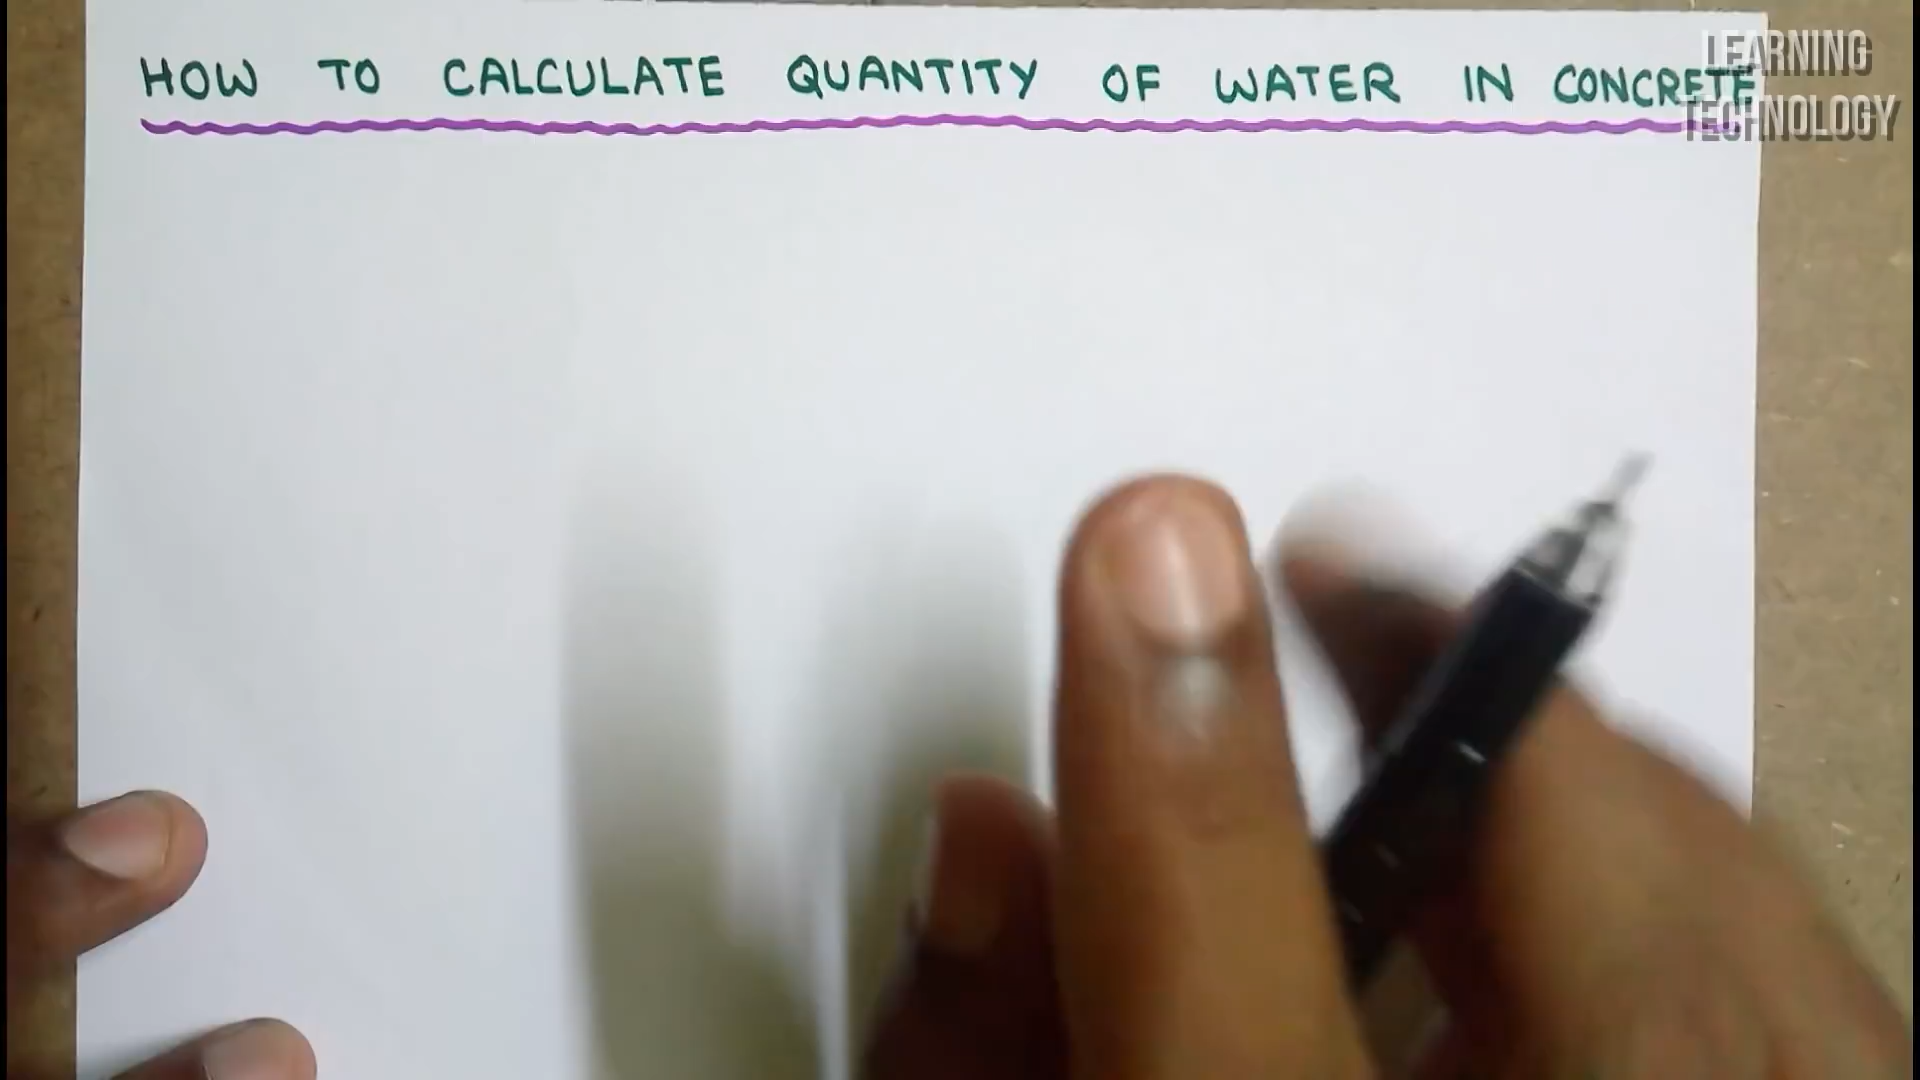 HOW TO CALCULATE QUANTITY OF WATER IN CONCRETE
LEARNING
TECHNOLOGY